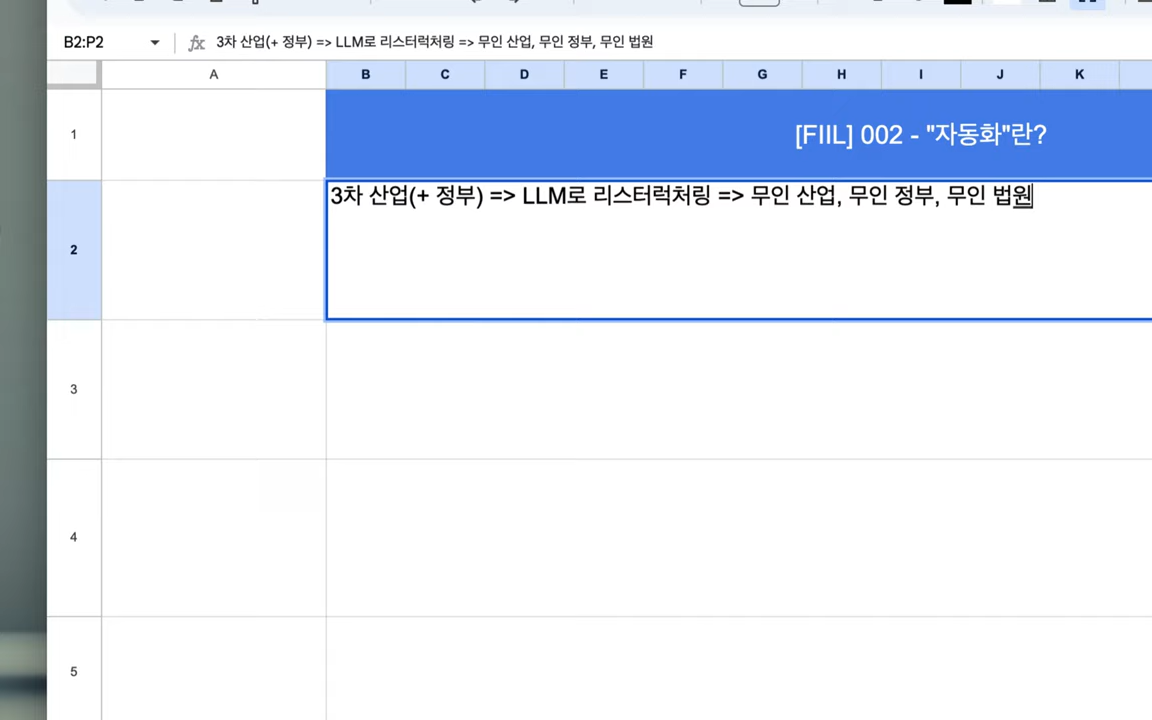 B2:P2
fx 3차 산업(+ 정부) => LLM로 리스터럭처링 => 무인 산업, 무인 정부, 무인 법원
A B C D E F G H I J K
1 [FIIL] 002 - "자동화"란?
2 3차 산업(+ 정부) => LLM로 리스터럭처링 => 무인 산업, 무인 정부, 무인 법원
3
4
5